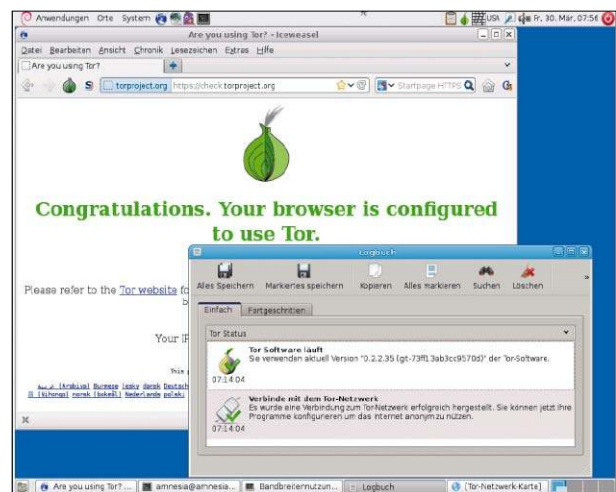 Anwendungen Orte System
USA Fr, 30. Mär, 07:56
Are you using Tor? - Iceweasel
Datei Bearbeiten Ansicht Chronik Lesezeichen Extras Hilfe
Are you using Tor?
torproject.org https://check.torproject.org Startpage HTTPS
Congratulations. Your browser is configured
to use Tor.
Please refer to the Tor website fo
Your IP
This p
Logbuch
Alles Speichern Markiertes speichern Kopieren Alles markieren Suchen Löschen
Einfach Fortgeschritten
Tor Status
Tor Software läuft
Sie verwenden aktuell Version "0.2.2.35 (git-73ff13ab3cc9570d)" der Tor-Software.
07:14:04
Verbinde mit dem Tor-Netzwerk
Es wurde eine Verbindung zum Tor-Netzwerk erfolgreich hergestellt. Sie können jetzt Ihre
Programme konfigurieren um das Internet anonym zu nützen.
07:14:04
Are you using Tor? ... amnesia@amnesia... Bandbreitennutzun... Logbuch [Tor-Netzwerk-Karte]